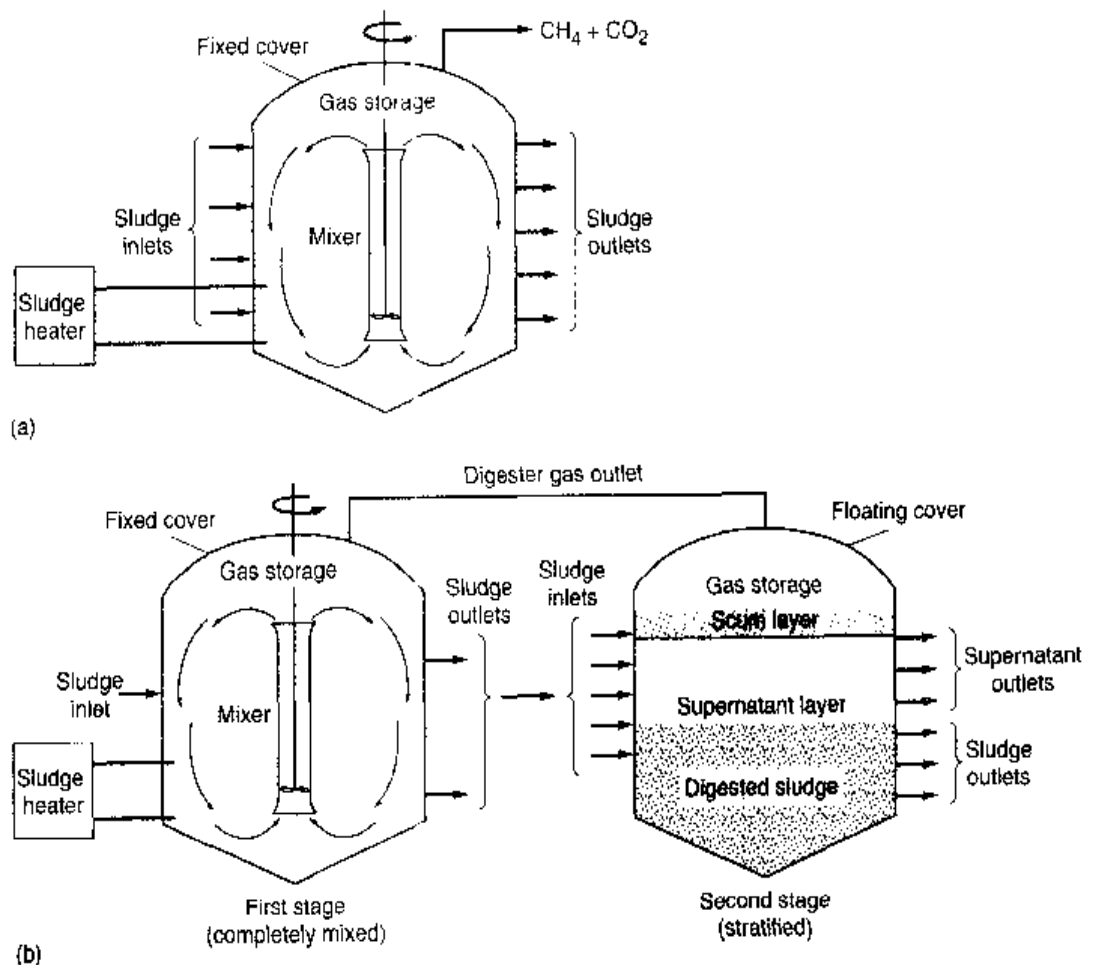 Fixed cover
CH4 + CO2
Gas storage
Sludge
inlets
Mixer
Sludge
outlets
Sludge
heater
(a)
Digester gas outlet
Fixed cover
Floating cover
Gas storage
Sludge
outlets
Sludge
inlets
Gas storage
Scum layer
Sludge
inlet
Mixer
Supernatant
outlets
Supernatant layer
Sludge
heater
Digested sludge
Sludge
outlets
First stage
(completely mixed)
Second stage
(stratified)
(b)